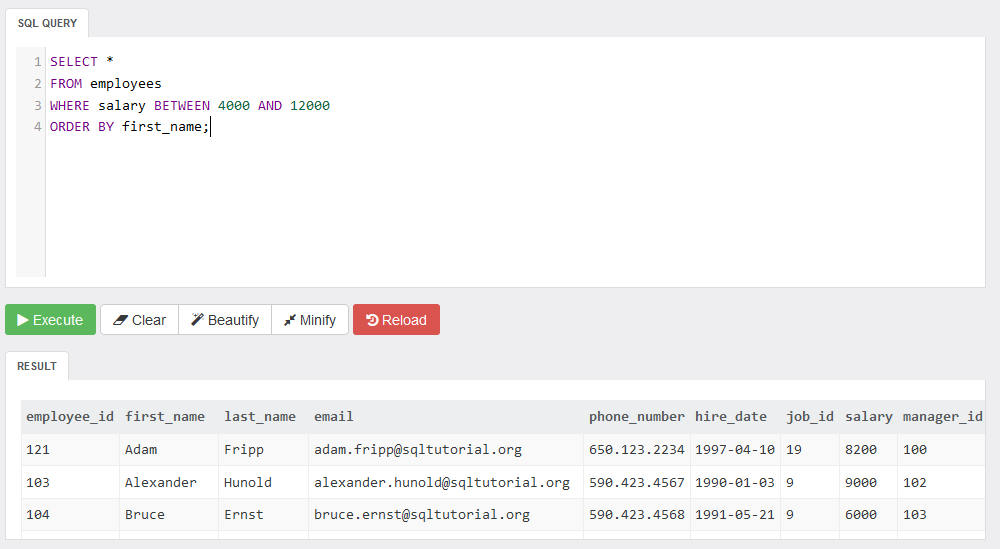 SQL QUERY
1 SELECT *
2 FROM employees
3 WHERE salary BETWEEN 4000 AND 12000
4 ORDER BY first_name;
Execute Clear Beautify Minify Reload
RESULT
employee_id first_name last_name email phone_number hire_date job_id salary manager_id
121 Adam Fripp adam.fripp@sqltutorial.org 650.123.2234 1997-04-10 19 8200 100
103 Alexander Hunold alexander.hunold@sqltutorial.org 590.423.4567 1990-01-03 9 9000 102
104 Bruce Ernst bruce.ernst@sqltutorial.org 590.423.4568 1991-05-21 9 6000 103